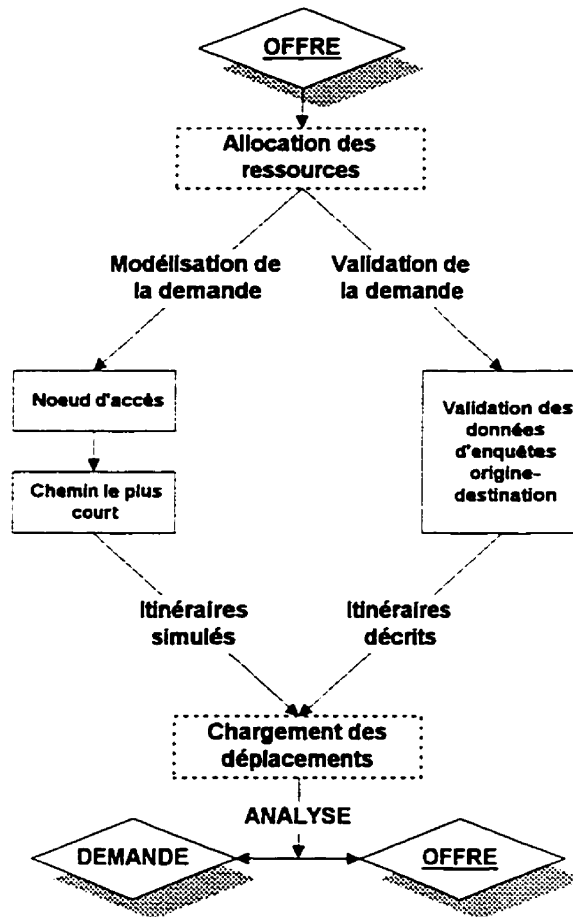 OFFRE
Allocation des
ressources
Modélisation de
la demande
Validation de
la demande
Noeud d'accès
Chemin le plus
court
Validation des
données
d'enquêtes
origine-
destination
Itinéraires
simulés
Itinéraires
décrits
Chargement des
déplacements
ANALYSE
DEMANDE
OFFRE